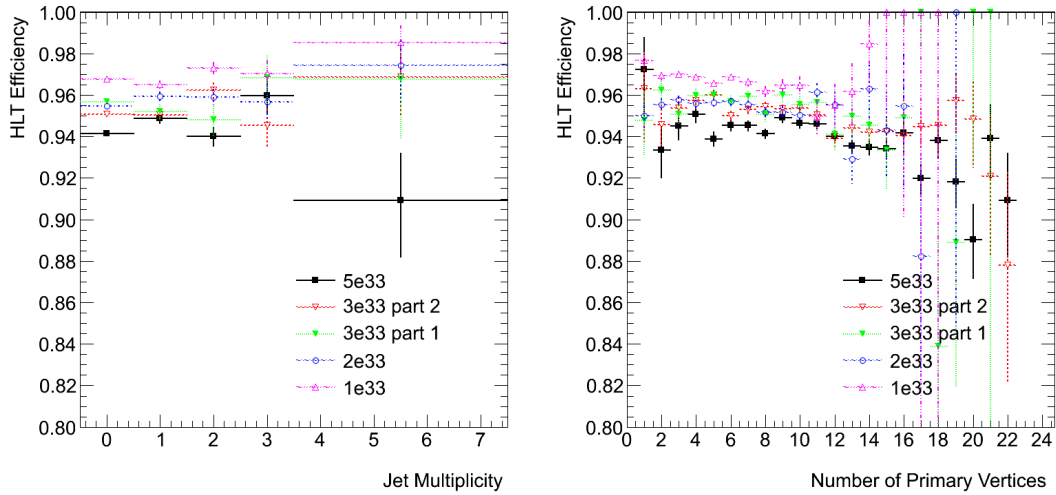 HLT Efficiency
1.00
0.98
0.96
0.94
0.92
0.90
0.88
0.86
0.84
0.82
0.80
5e33
3e33 part 2
3e33 part 1
2e33
1e33
0 1 2 3 4 5 6 7
Jet Multiplicity
HLT Efficiency
1.00
0.98
0.96
0.94
0.92
0.90
0.88
0.86
0.84
0.82
0.80
5e33
3e33 part 2
3e33 part 1
2e33
1e33
0 2 4 6 8 10 12 14 16 18 20 22 24
Number of Primary Vertices